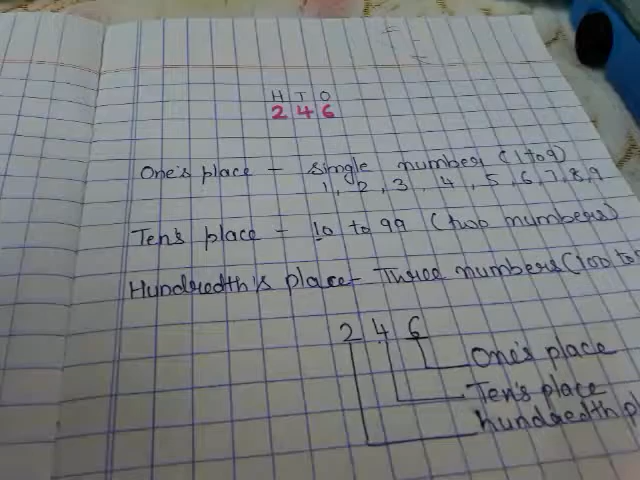 H T O
2 4 6
One's place - single number (1 to 9)
1, 2, 3, 4, 5, 6, 7, 8, 9
Ten's place - 10 to 99 (two numbers)
Hundredth's place - Three numbers (100 to
2 4 6
One's place
Ten's place
hundredth pl